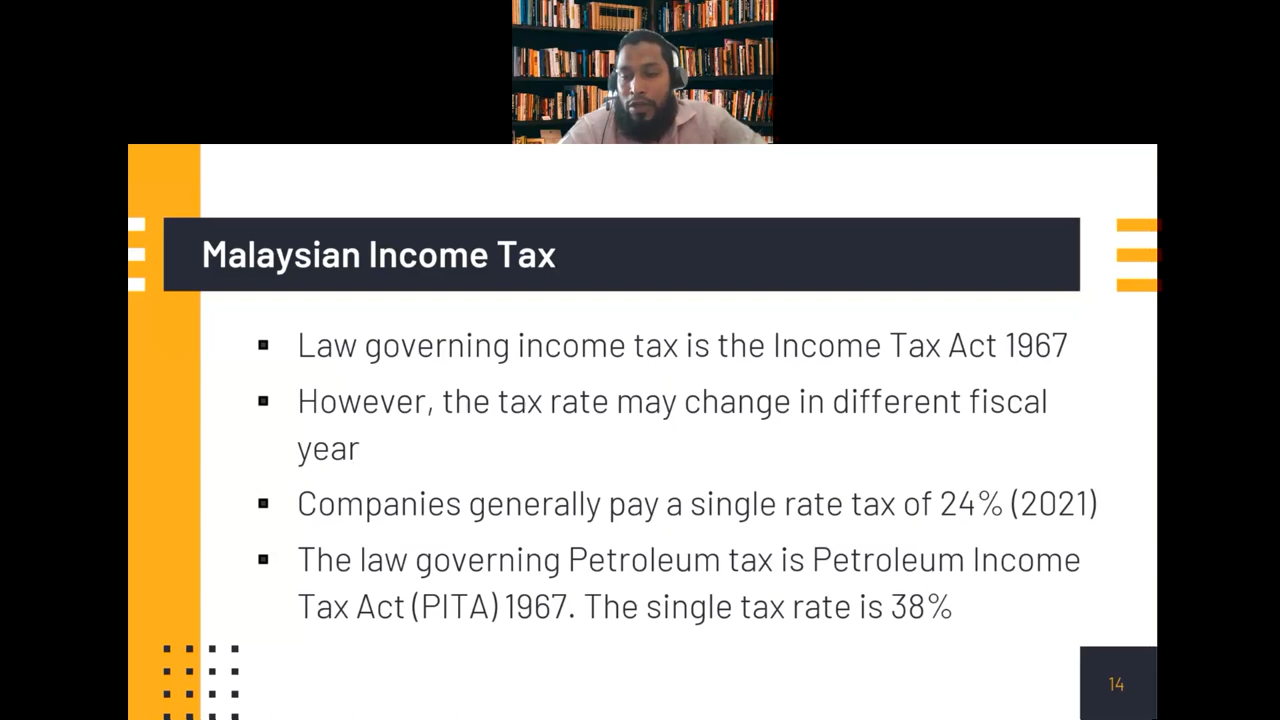 Malaysian Income Tax
Law governing income tax is the Income Tax Act 1967
However, the tax rate may change in different fiscal
year
Companies generally pay a single rate tax of 24% (2021)
The law governing Petroleum tax is Petroleum Income
Tax Act (PITA) 1967. The single tax rate is 38%
14